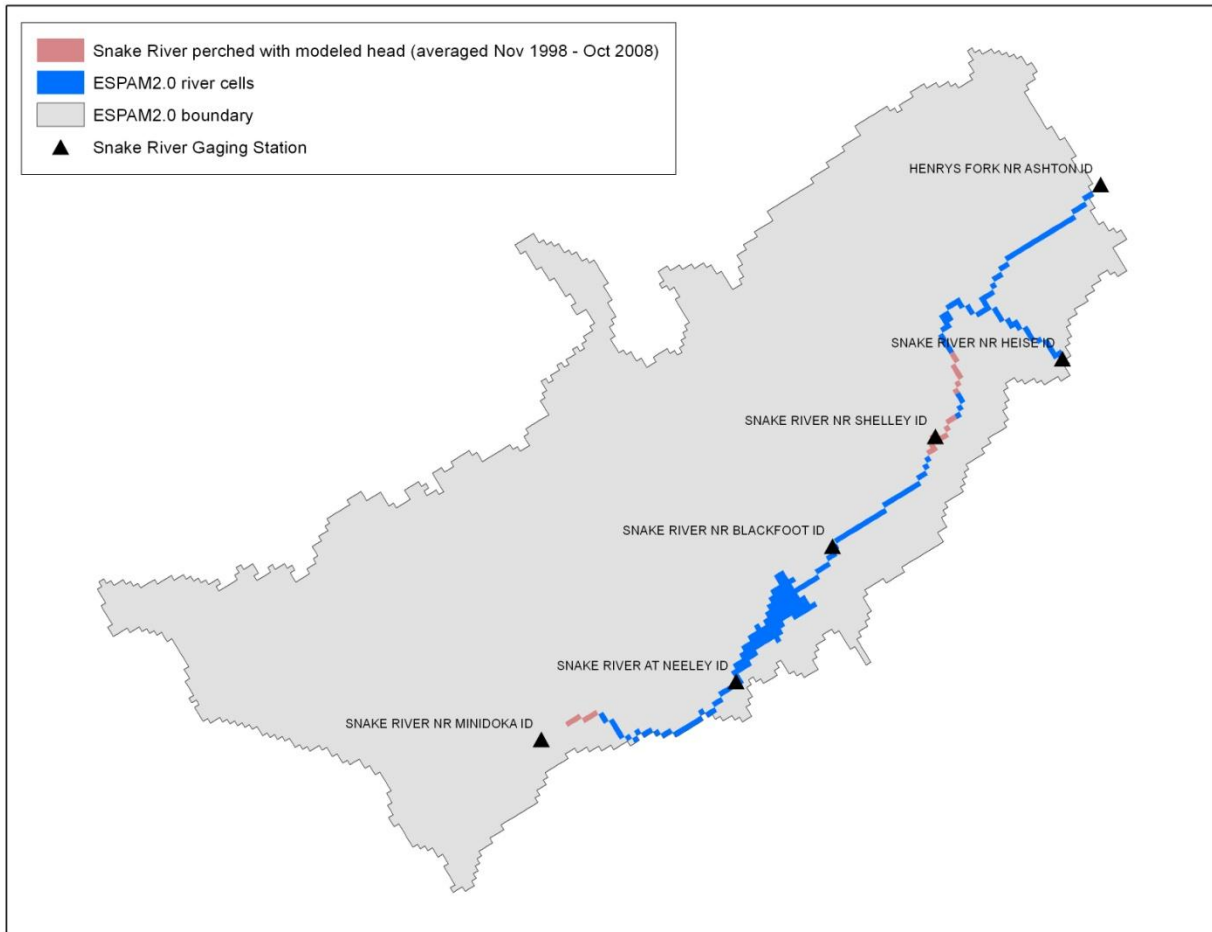 Snake River perched with modeled head (averaged Nov 1998 - Oct 2008)
ESPAM2.0 river cells
ESPAM2.0 boundary
Snake River Gaging Station
HENRYS FORK NR ASHTON ID
SNAKE RIVER NR HEISE ID
SNAKE RIVER NR SHELLEY ID
SNAKE RIVER NR BLACKFOOT ID
SNAKE RIVER AT NEELEY ID
SNAKE RIVER NR MINIDOKA ID